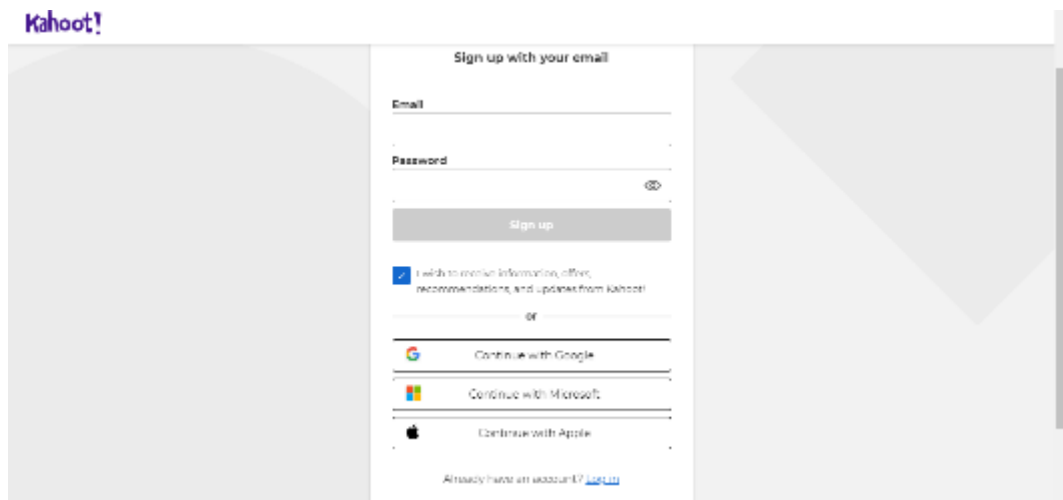 Kahoot!
Sign up with your email
Email
Password
Sign up
I wish to receive information, offers,
recommendations, and updates from Kahoot!
or
Continue with Google
Continue with Microsoft
Continue with Apple
Already have an account? Log in